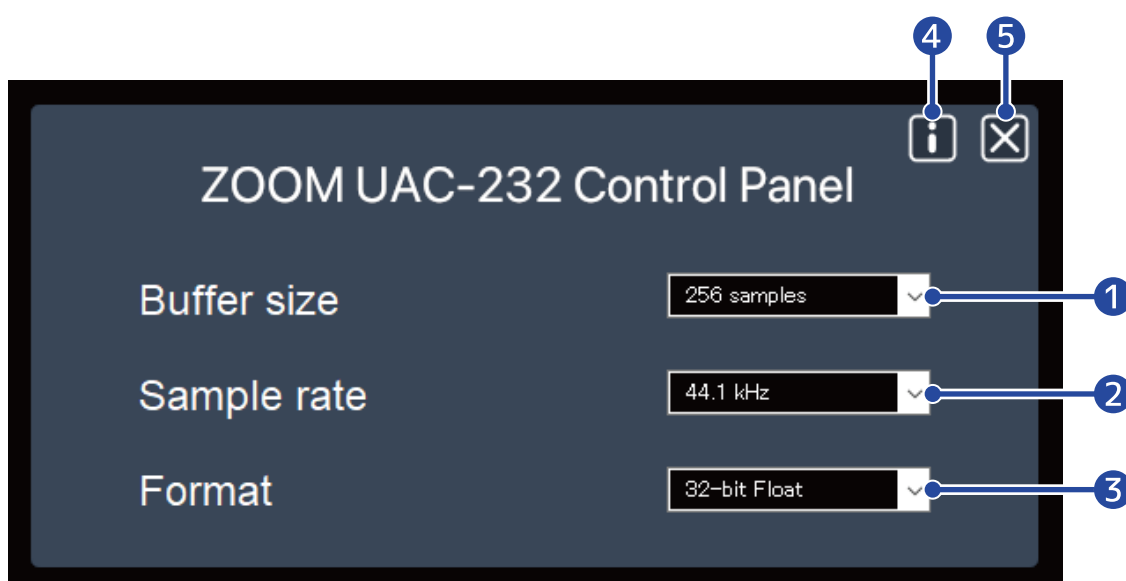 4 5
i X
ZOOM UAC-232 Control Panel
Buffer size 256 samples 1
Sample rate 44.1 kHz 2
Format 32-bit Float 3